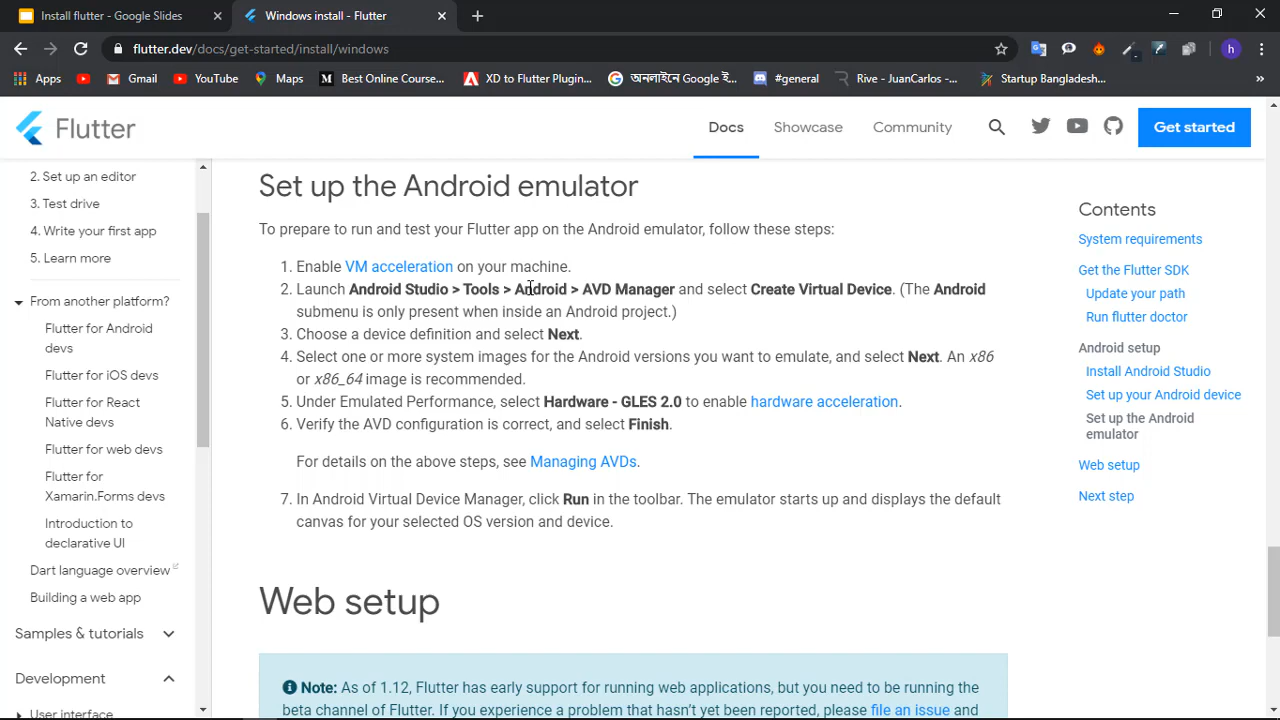 Install flutter - Google Slides
Windows install - Flutter
flutter.dev/docs/get-started/install/windows
h
Apps
Gmail
YouTube
Maps
Best Online Course...
XD to Flutter Plugin...
অনলাইনে Google ই...
#general
Rive - JuanCarlos -...
Startup Bangladesh...
»
Flutter
Docs
Showcase
Community
Get started
2. Set up an editor
3. Test drive
4. Write your first app
5. Learn more
From another platform?
Flutter for Android
devs
Flutter for iOS devs
Flutter for React
Native devs
Flutter for web devs
Flutter for
Xamarin.Forms devs
Introduction to
declarative UI
Dart language overview
Building a web app
Samples & tutorials
Development
User interface
Set up the Android emulator
To prepare to run and test your Flutter app on the Android emulator, follow these steps:
1. Enable VM acceleration on your machine.
2. Launch Android Studio > Tools > Android > AVD Manager and select Create Virtual Device. (The Android
submenu is only present when inside an Android project.)
3. Choose a device definition and select Next.
4. Select one or more system images for the Android versions you want to emulate, and select Next. An x86
or x86_64 image is recommended.
5. Under Emulated Performance, select Hardware - GLES 2.0 to enable hardware acceleration.
6. Verify the AVD configuration is correct, and select Finish.
For details on the above steps, see Managing AVDs.
7. In Android Virtual Device Manager, click Run in the toolbar. The emulator starts up and displays the default
canvas for your selected OS version and device.
Web setup
Note: As of 1.12, Flutter has early support for running web applications, but you need to be running the
beta channel of Flutter. If you experience a problem that hasn't yet been reported, please file an issue and
Contents
System requirements
Get the Flutter SDK
Update your path
Run flutter doctor
Android setup
Install Android Studio
Set up your Android device
Set up the Android
emulator
Web setup
Next step